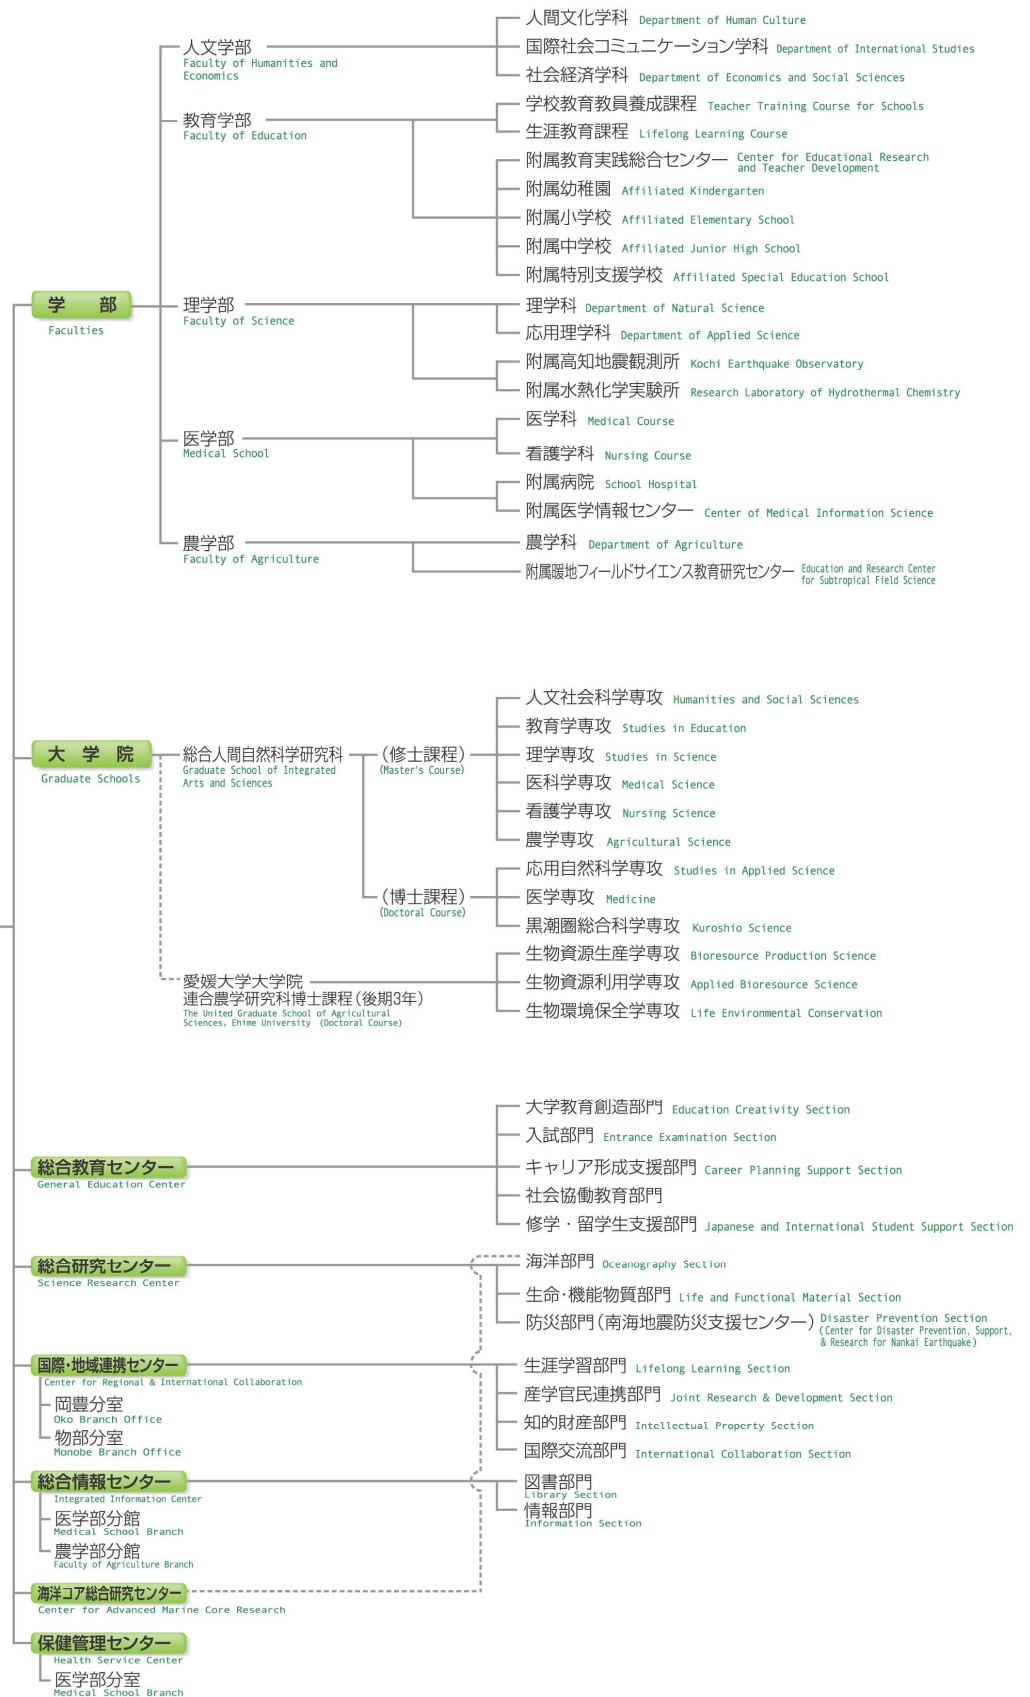 学 部
Faculties
人文学部
Faculty of Humanities and
Economics
人間文化学科 Department of Human Culture
国際社会コミュニケーション学科 Department of International Studies
社会経済学科 Department of Economics and Social Sciences
教育学部
Faculty of Education
学校教育教員養成課程 Teacher Training Course for Schools
生涯教育課程 Lifelong Learning Course
附属教育実践総合センター Center for Educational Research
and Teacher Development
附属幼稚園 Affiliated Kindergarten
附属小学校 Affiliated Elementary School
附属中学校 Affiliated Junior High School
附属特別支援学校 Affiliated Special Education School
理学部
Faculty of Science
理学科 Department of Natural Science
応用理学科 Department of Applied Science
附属高知地震観測所 Kochi Earthquake Observatory
附属水熱化学実験所 Research Laboratory of Hydrothermal Chemistry
医学部
Medical School
医学科 Medical Course
看護学科 Nursing Course
附属病院 School Hospital
附属医学情報センター Center of Medical Information Science
農学部
Faculty of Agriculture
農学科 Department of Agriculture
附属暖地フィールドサイエンス教育研究センター Education and Research Center
for Subtropical Field Science
大 学 院
Graduate Schools
総合人間自然科学研究科
Graduate School of Integrated
Arts and Sciences
(修士課程)
(Master's Course)
人文社会科学専攻 Humanities and Social Sciences
教育学専攻 Studies in Education
理学専攻 Studies in Science
医科学専攻 Medical Science
看護学専攻 Nursing Science
農学専攻 Agricultural Science
(博士課程)
(Doctoral Course)
応用自然科学専攻 Studies in Applied Science
医学専攻 Medicine
黒潮圏総合科学専攻 Kuroshio Science
愛媛大学大学院
連合農学研究科博士課程(後期3年)
The United Graduate School of Agricultural
Sciences, Ehime University (Doctoral Course)
生物資源生産学専攻 Bioresource Production Science
生物資源利用学専攻 Applied Bioresource Science
生物環境保全学専攻 Life Environmental Conservation
総合教育センター
General Education Center
大学教育創造部門 Education Creativity Section
入試部門 Entrance Examination Section
キャリア形成支援部門 Career Planning Support Section
社会協働教育部門
修学・留学生支援部門 Japanese and International Student Support Section
総合研究センター
Science Research Center
海洋部門 Oceanography Section
生命・機能物質部門 Life and Functional Material Section
防災部門(南海地震防災支援センター) Disaster Prevention Section
(Center for Disaster Prevention, Support,
& Research for Nankai Earthquake)
国際・地域連携センター
Center for Regional & International Collaboration
岡豊分室
Oko Branch Office
物部分室
Monobe Branch Office
生涯学習部門 Lifelong Learning Section
産学官民連携部門 Joint Research & Development Section
知的財産部門 Intellectual Property Section
国際交流部門 International Collaboration Section
総合情報センター
Integrated Information Center
医学部分館
Medical School Branch
農学部分館
Faculty of Agriculture Branch
図書部門
Library Section
情報部門
Information Section
海洋コア総合研究センター
Center for Advanced Marine Core Research
保健管理センター
Health Service Center
医学部分室
Medical School Branch